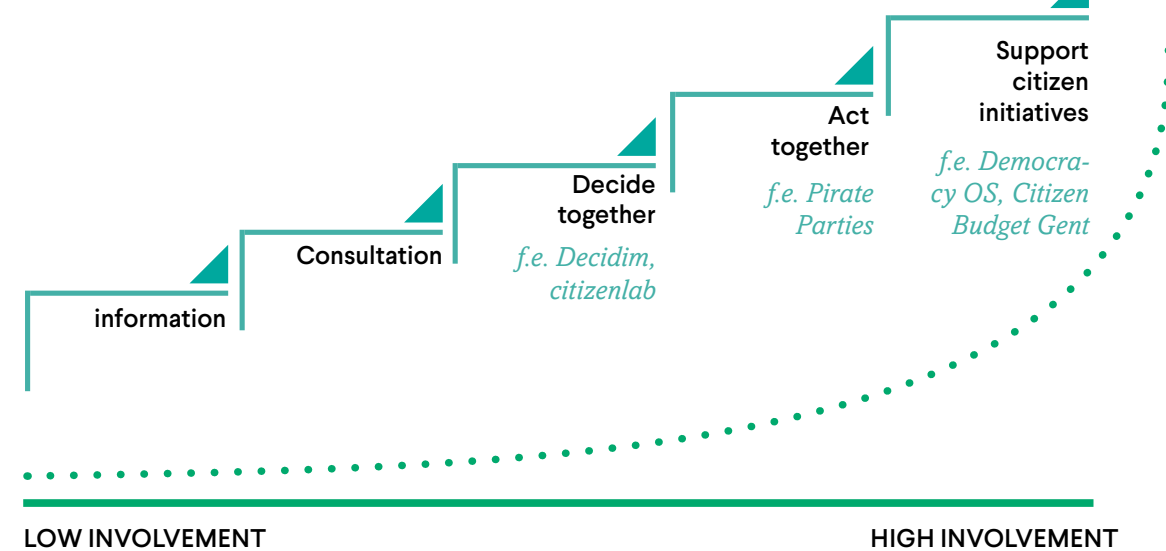 information
Consultation
Decide
together
f.e. Decidim,
citizenlab
Act
together
f.e. Pirate
Parties
Support
citizen
initiatives
f.e. Democra-
cy OS, Citizen
Budget Gent
LOW INVOLVEMENT
HIGH INVOLVEMENT